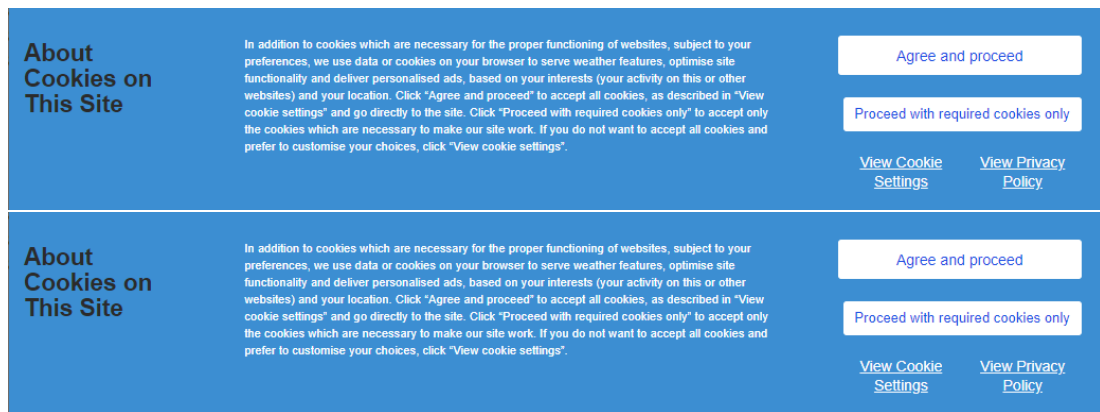 About
Cookies on
This Site
In addition to cookies which are necessary for the proper functioning of websites, subject to your
preferences, we use data or cookies on your browser to serve weather features, optimise site
functionality and deliver personalised ads, based on your interests (your activity on this or other
websites) and your location. Click “Agree and proceed” to accept all cookies, as described in “View
cookie settings” and go directly to the site. Click “Proceed with required cookies only” to accept only
the cookies which are necessary to make our site work. If you do not want to accept all cookies and
prefer to customise your choices, click “View cookie settings”.
Agree and proceed
Proceed with required cookies only
View Cookie
Settings
View Privacy
Policy
About
Cookies on
This Site
In addition to cookies which are necessary for the proper functioning of websites, subject to your
preferences, we use data or cookies on your browser to serve weather features, optimise site
functionality and deliver personalised ads, based on your interests (your activity on this or other
websites) and your location. Click “Agree and proceed” to accept all cookies, as described in “View
cookie settings” and go directly to the site. Click “Proceed with required cookies only” to accept only
the cookies which are necessary to make our site work. If you do not want to accept all cookies and
prefer to customise your choices, click “View cookie settings”.
Agree and proceed
Proceed with required cookies only
View Cookie
Settings
View Privacy
Policy